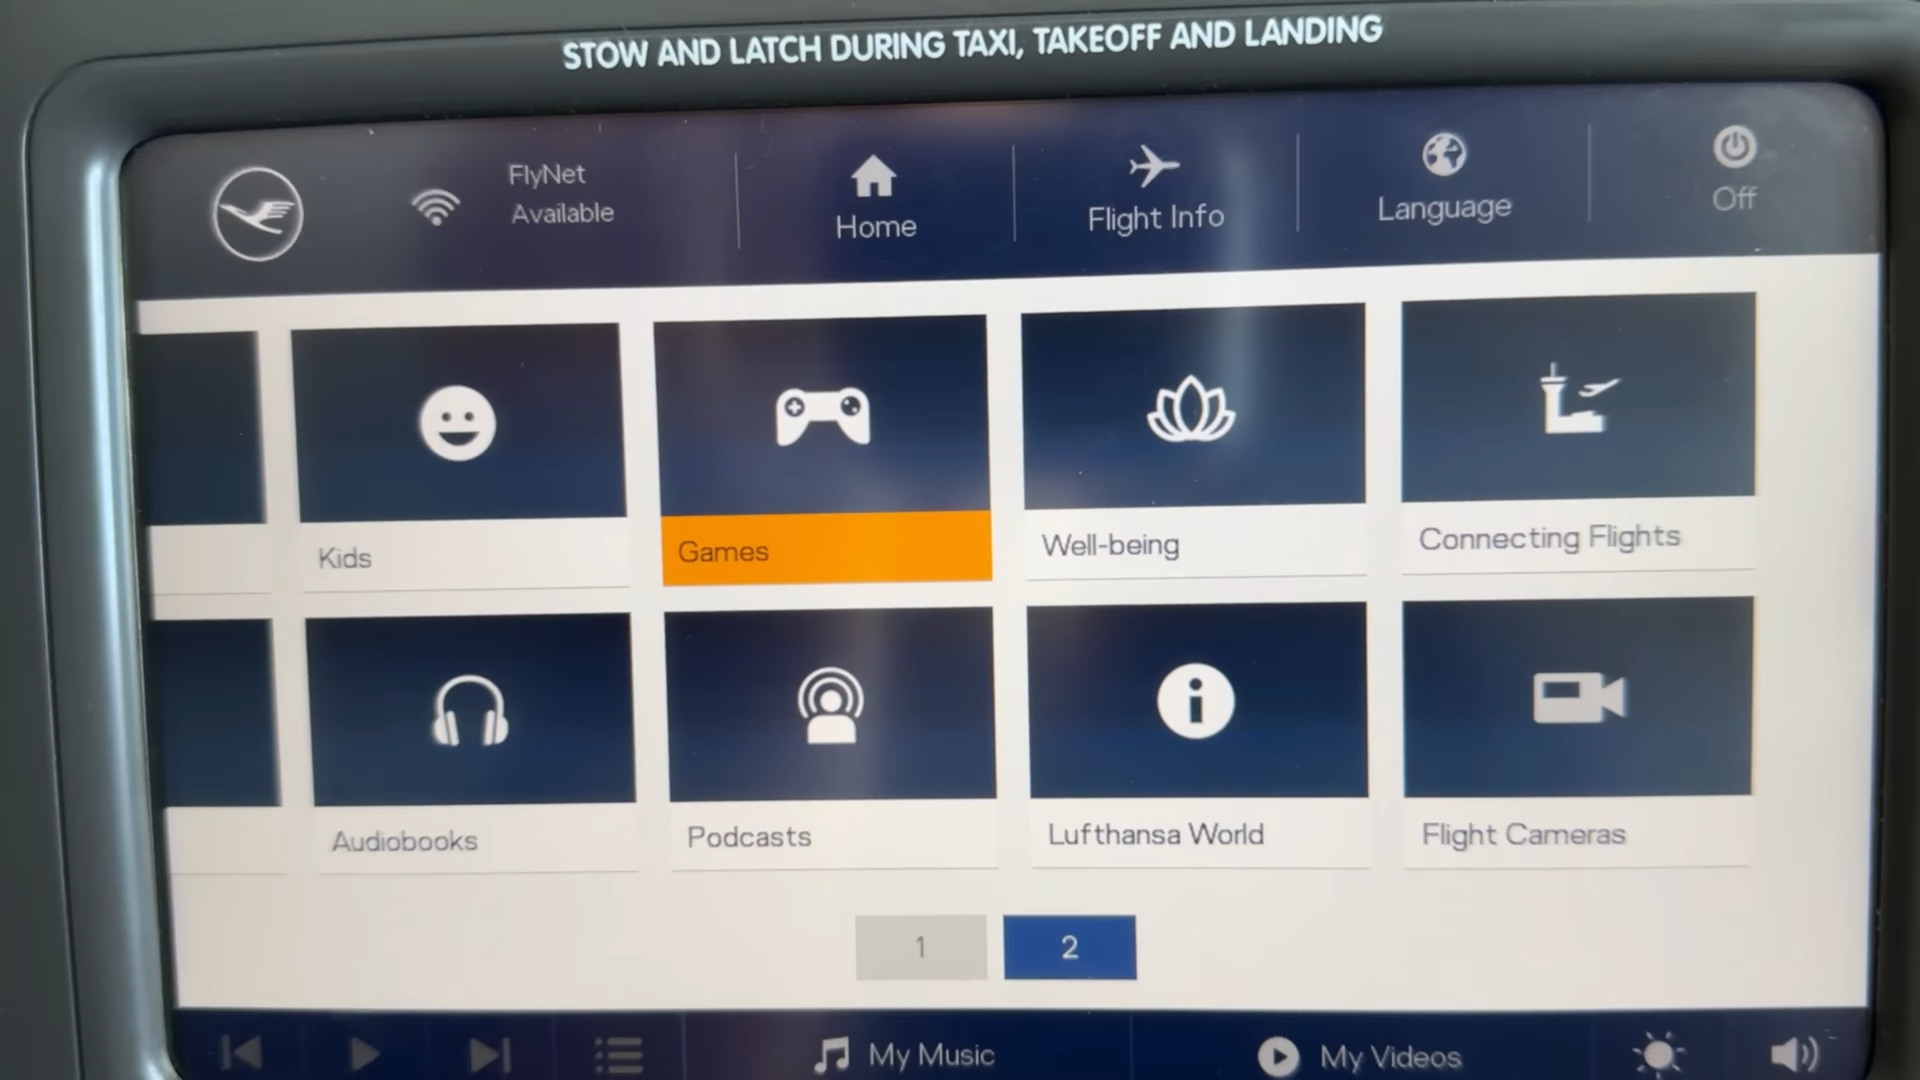 STOW AND LATCH DURING TAXI, TAKEOFF AND LANDING
FlyNet
Available
Home
Flight Info
Language
Off
Kids
Games
Well-being
Connecting Flights
Audiobooks
Podcasts
Lufthansa World
Flight Cameras
1
2
My Music
My Videos